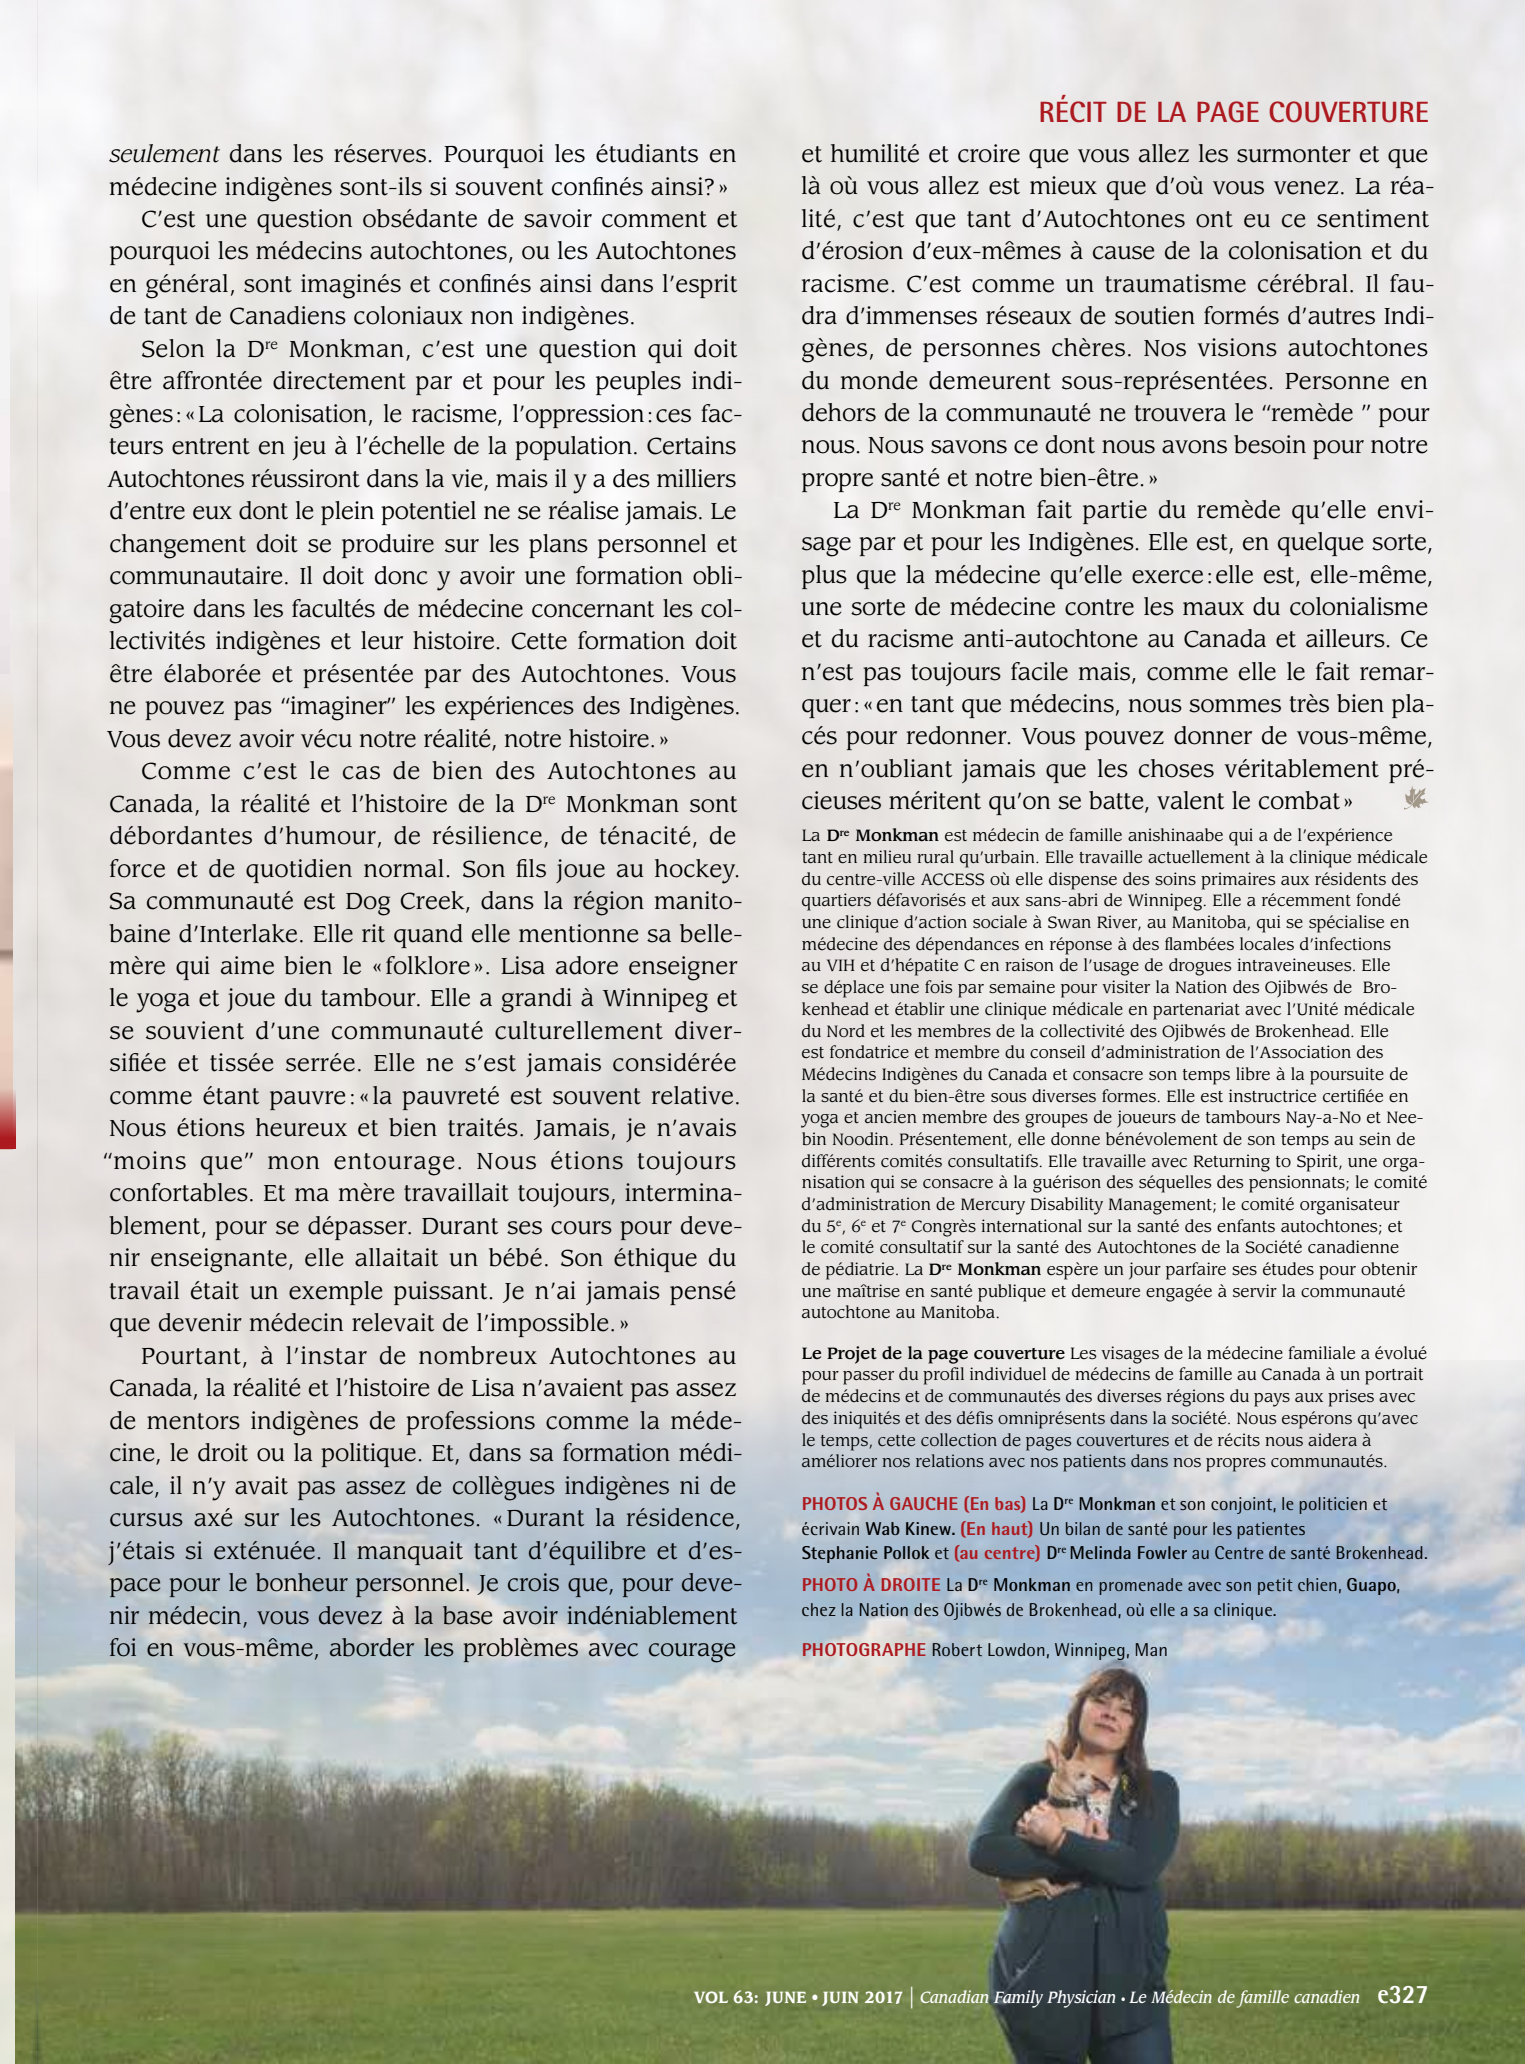 RÉCIT DE LA PAGE COUVERTURE
seulement dans les réserves. Pourquoi les étudiants en
médecine indigènes sont-ils si souvent confinés ainsi? »
C’est une question obsédante de savoir comment et
pourquoi les médecins autochtones, ou les Autochtones
en général, sont imaginés et confinés ainsi dans l’esprit
de tant de Canadiens coloniaux non indigènes.
Selon la Dre Monkman, c’est une question qui doit
être affrontée directement par et pour les peuples indi-
gènes : « La colonisation, le racisme, l’oppression : ces fac-
teurs entrent en jeu à l’échelle de la population. Certains
Autochtones réussiront dans la vie, mais il y a des milliers
d’entre eux dont le plein potentiel ne se réalise jamais. Le
changement doit se produire sur les plans personnel et
communautaire. Il doit donc y avoir une formation obli-
gatoire dans les facultés de médecine concernant les col-
lectivités indigènes et leur histoire. Cette formation doit
être élaborée et présentée par des Autochtones. Vous
ne pouvez pas “imaginer” les expériences des Indigènes.
Vous devez avoir vécu notre réalité, notre histoire. »
Comme c’est le cas de bien des Autochtones au
Canada, la réalité et l’histoire de la Dre Monkman sont
débordantes d’humour, de résilience, de ténacité, de
force et de quotidien normal. Son fils joue au hockey.
Sa communauté est Dog Creek, dans la région manito-
baine d’Interlake. Elle rit quand elle mentionne sa belle-
mère qui aime bien le « folklore ». Lisa adore enseigner
le yoga et joue du tambour. Elle a grandi à Winnipeg et
se souvient d’une communauté culturellement diver-
sifiée et tissée serrée. Elle ne s’est jamais considérée
comme étant pauvre : « la pauvreté est souvent relative.
Nous étions heureux et bien traités. Jamais, je n’avais
“moins que” mon entourage. Nous étions toujours
confortables. Et ma mère travaillait toujours, intermina-
blement, pour se dépasser. Durant ses cours pour deve-
nir enseignante, elle allaitait un bébé. Son éthique du
travail était un exemple puissant. Je n’ai jamais pensé
que devenir médecin relevait de l’impossible. »
Pourtant, à l’instar de nombreux Autochtones au
Canada, la réalité et l’histoire de Lisa n’avaient pas assez
de mentors indigènes de professions comme la méde-
cine, le droit ou la politique. Et, dans sa formation médi-
cale, il n’y avait pas assez de collègues indigènes ni de
cursus axé sur les Autochtones. « Durant la résidence,
j’étais si exténuée. Il manquait tant d’équilibre et d’es-
pace pour le bonheur personnel. Je crois que, pour deve-
nir médecin, vous devez à la base avoir indéniablement
foi en vous-même, aborder les problèmes avec courage
et humilité et croire que vous allez les surmonter et que
là où vous allez est mieux que d’où vous venez. La réa-
lité, c’est que tant d’Autochtones ont eu ce sentiment
d’érosion d’eux-mêmes à cause de la colonisation et du
racisme. C’est comme un traumatisme cérébral. Il fau-
dra d’immenses réseaux de soutien formés d’autres Indi-
gènes, de personnes chères. Nos visions autochtones
du monde demeurent sous-représentées. Personne en
dehors de la communauté ne trouvera le “remède ” pour
nous. Nous savons ce dont nous avons besoin pour notre
propre santé et notre bien-être. »
La Dre Monkman fait partie du remède qu’elle envi-
sage par et pour les Indigènes. Elle est, en quelque sorte,
plus que la médecine qu’elle exerce : elle est, elle-même,
une sorte de médecine contre les maux du colonialisme
et du racisme anti-autochtone au Canada et ailleurs. Ce
n’est pas toujours facile mais, comme elle le fait remar-
quer : « en tant que médecins, nous sommes très bien pla-
cés pour redonner. Vous pouvez donner de vous-même,
en n’oubliant jamais que les choses véritablement pré-
cieuses méritent qu’on se batte, valent le combat »
La Dre Monkman est médecin de famille anishinaabe qui a de l’expérience
tant en milieu rural qu’urbain. Elle travaille actuellement à la clinique médicale
du centre-ville ACCESS où elle dispense des soins primaires aux résidents des
quartiers défavorisés et aux sans-abri de Winnipeg. Elle a récemment fondé
une clinique d’action sociale à Swan River, au Manitoba, qui se spécialise en
médecine des dépendances en réponse à des flambées locales d’infections
au VIH et d’hépatite C en raison de l’usage de drogues intraveineuses. Elle
se déplace une fois par semaine pour visiter la Nation des Ojibwés de Bro-
kenhead et établir une clinique médicale en partenariat avec l’Unité médicale
du Nord et les membres de la collectivité des Ojibwés de Brokenhead. Elle
est fondatrice et membre du conseil d’administration de l’Association des
Médecins Indigènes du Canada et consacre son temps libre à la poursuite de
la santé et du bien-être sous diverses formes. Elle est instructrice certifiée en
yoga et ancien membre des groupes de joueurs de tambours Nay-a-No et Nee-
bin Noodin. Présentement, elle donne bénévolement de son temps au sein de
différents comités consultatifs. Elle travaille avec Returning to Spirit, une orga-
nisation qui se consacre à la guérison des séquelles des pensionnats; le comité
d’administration de Mercury Disability Management; le comité organisateur
du 5e, 6e et 7e Congrès international sur la santé des enfants autochtones; et
le comité consultatif sur la santé des Autochtones de la Société canadienne
de pédiatrie. La Dre Monkman espère un jour parfaire ses études pour obtenir
une maîtrise en santé publique et demeure engagée à servir la communauté
autochtone au Manitoba.
Le Projet de la page couverture Les visages de la médecine familiale a évolué
pour passer du profil individuel de médecins de famille au Canada à un portrait
de médecins et de communautés des diverses régions du pays aux prises avec
des iniquités et des défis omniprésents dans la société. Nous espérons qu’avec
le temps, cette collection de pages couvertures et de récits nous aidera à
améliorer nos relations avec nos patients dans nos propres communautés.
PHOTOS À GAUCHE (En bas) La Dre Monkman et son conjoint, le politicien et
écrivain Wab Kinew. (En haut) Un bilan de santé pour les patientes
Stephanie Pollok et (au centre) Dre Melinda Fowler au Centre de santé Brokenhead.
PHOTO À DROITE La Dre Monkman en promenade avec son petit chien, Guapo,
chez la Nation des Ojibwés de Brokenhead, où elle a sa clinique.
PHOTOGRAPHE Robert Lowdon, Winnipeg, Man
VOL 63: JUNE • JUIN 2017 | Canadian Family Physician • Le Médecin de famille canadien e327